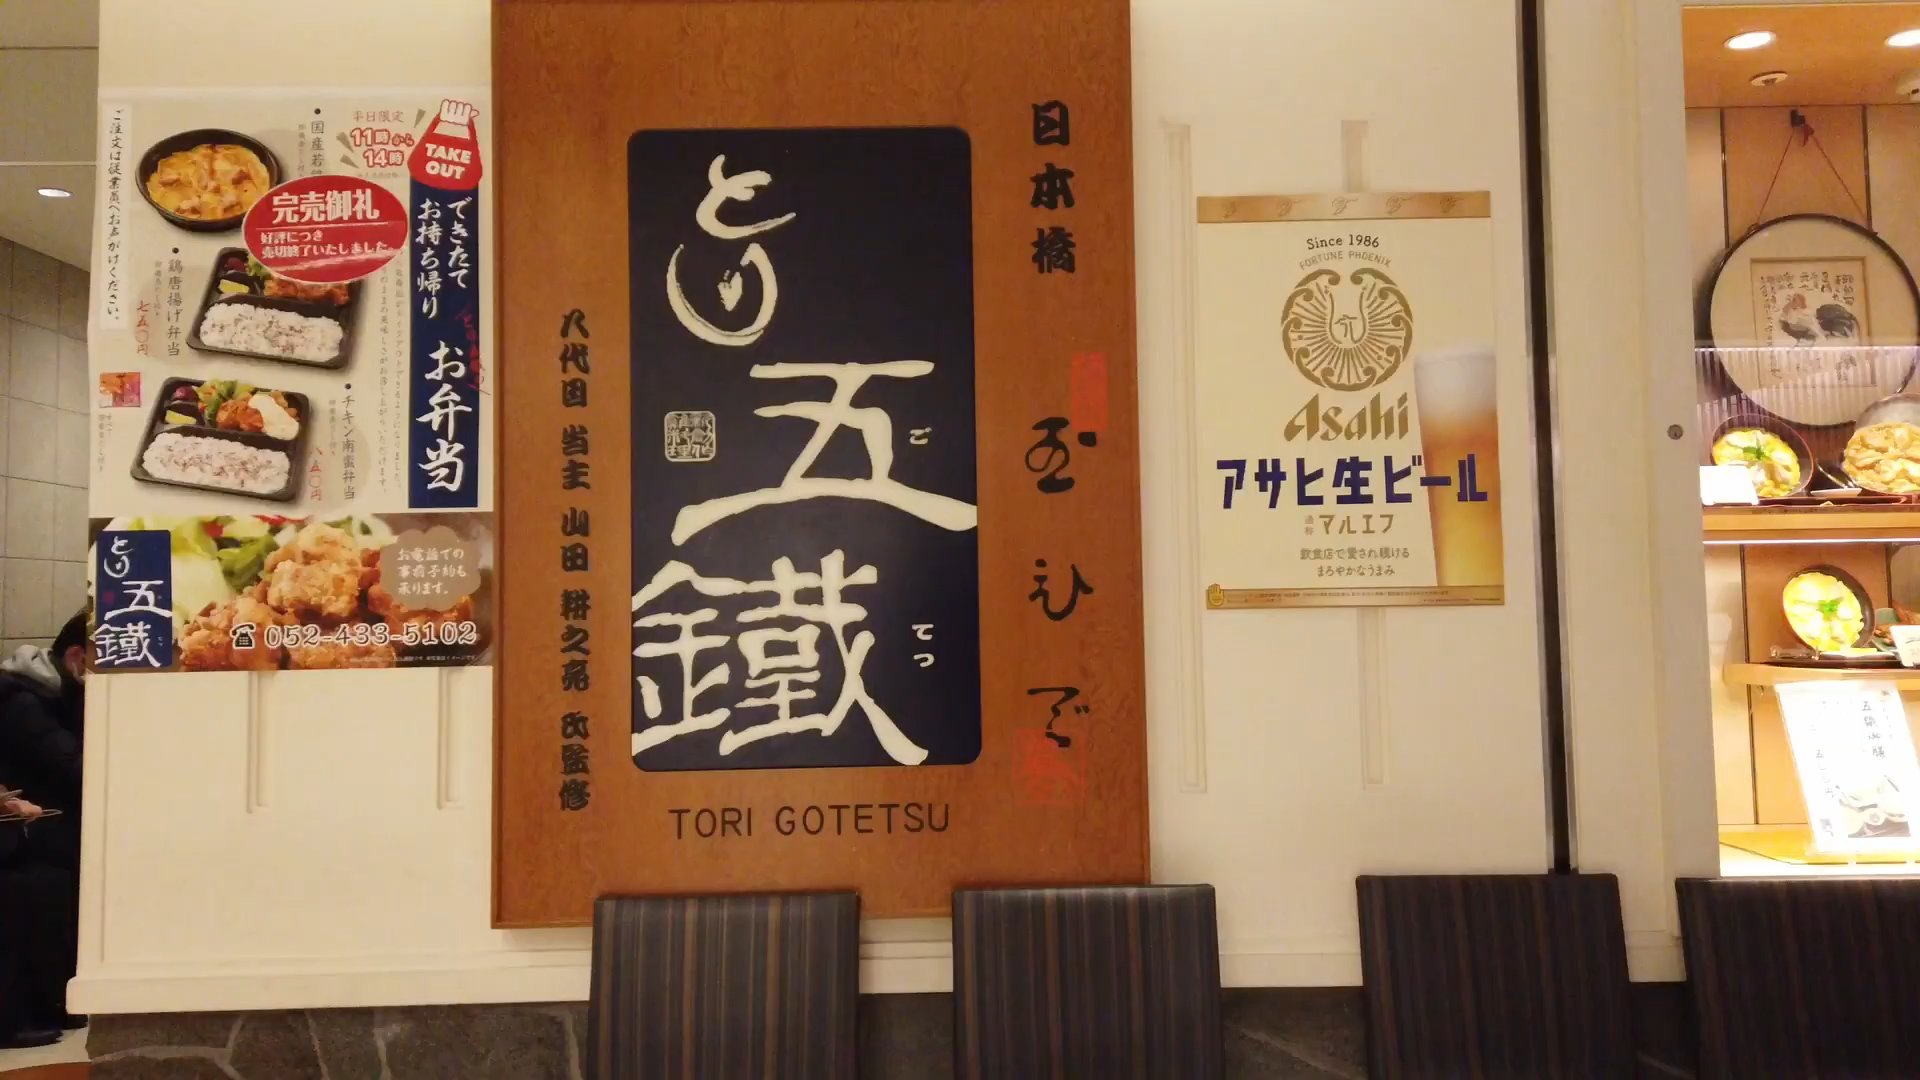 ご注文は従業員へお声がけください。
平日限定
11時から
14時
TAKE
OUT
できたて
お持ち帰り
お弁当
国産若
完売御礼
好評につき
売切終了いたしました。
鶏唐揚げ弁当
七五〇円
チキン南蛮弁当
八五〇円
お電話での
事前予約も
承ります。
とり
五
鐵
052-433-5102
日本橋
玉ひで
とり
五
ご
鐵
てつ
八代目 当主 山田 耕之亮 氏監修
TORI GOTETSU
Since 1986
FORTUNE PHOENIX
Asahi
アサヒ生ビール
通称 マルエフ
飲食店で愛され続ける
まろやかなうまみ